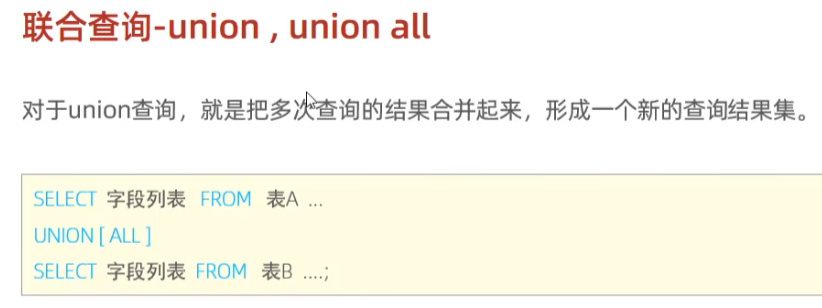 联合查询-union , union all
对于union查询，就是把多次查询的结果合并起来，形成一个新的查询结果集。
SELECT 字段列表 FROM 表A ...
UNION [ ALL ]
SELECT 字段列表 FROM 表B ....;